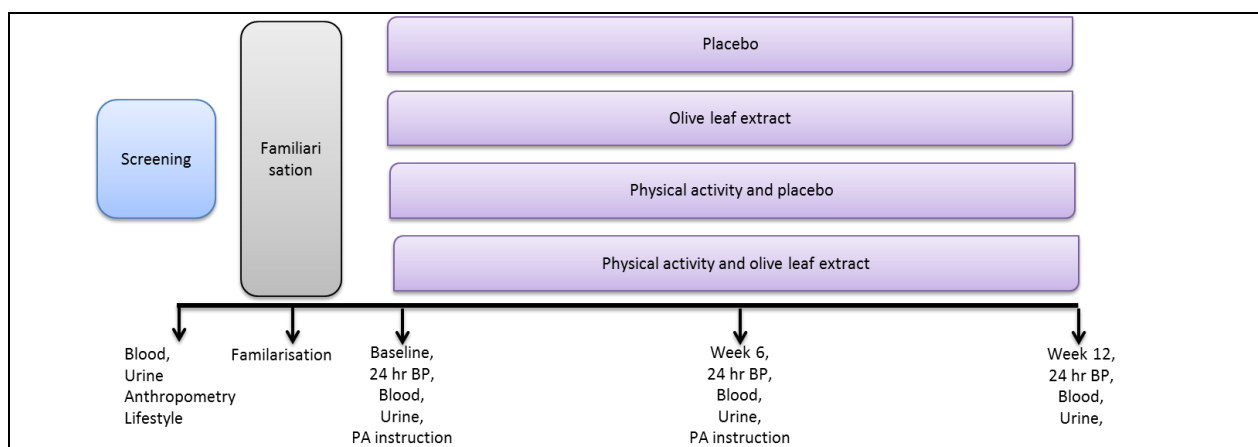 Placebo
Olive leaf extract
Physical activity and placebo
Physical activity and olive leaf extract
Screening
Familiari
sation
Blood,
Urine
Anthropometry
Lifestyle
Familarisation
Baseline,
24 hr BP,
Blood,
Urine,
PA instruction
Week 6,
24 hr BP,
Blood,
Urine,
PA instruction
Week 12,
24 hr BP,
Blood,
Urine,